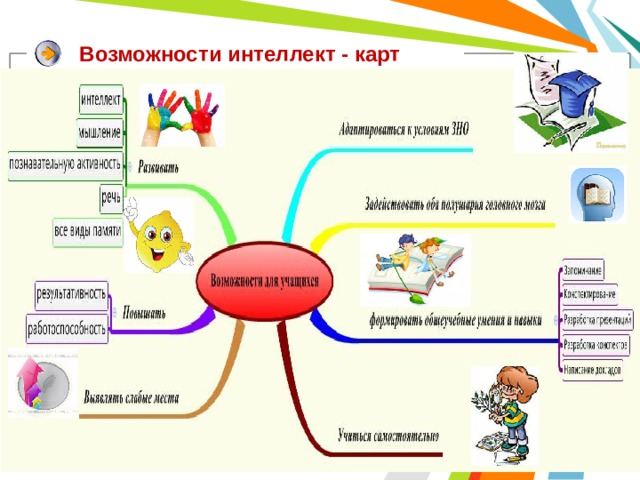 Возможности интеллект - карт
интеллект
мышление
познавательную активность
речь
все виды памяти
Развивать
результативность
работоспособность
Повышать
Выявлять слабые места
Возможности для учащихся
Адаптироваться к условиям ЗНО
Задействовать оба полушария головного мозга
формировать общеучебные умения и навыки
Запоминание
Конспектирование
Разработка презентаций
Разработка конспектов
Написание докладов
Учиться самостоятельно